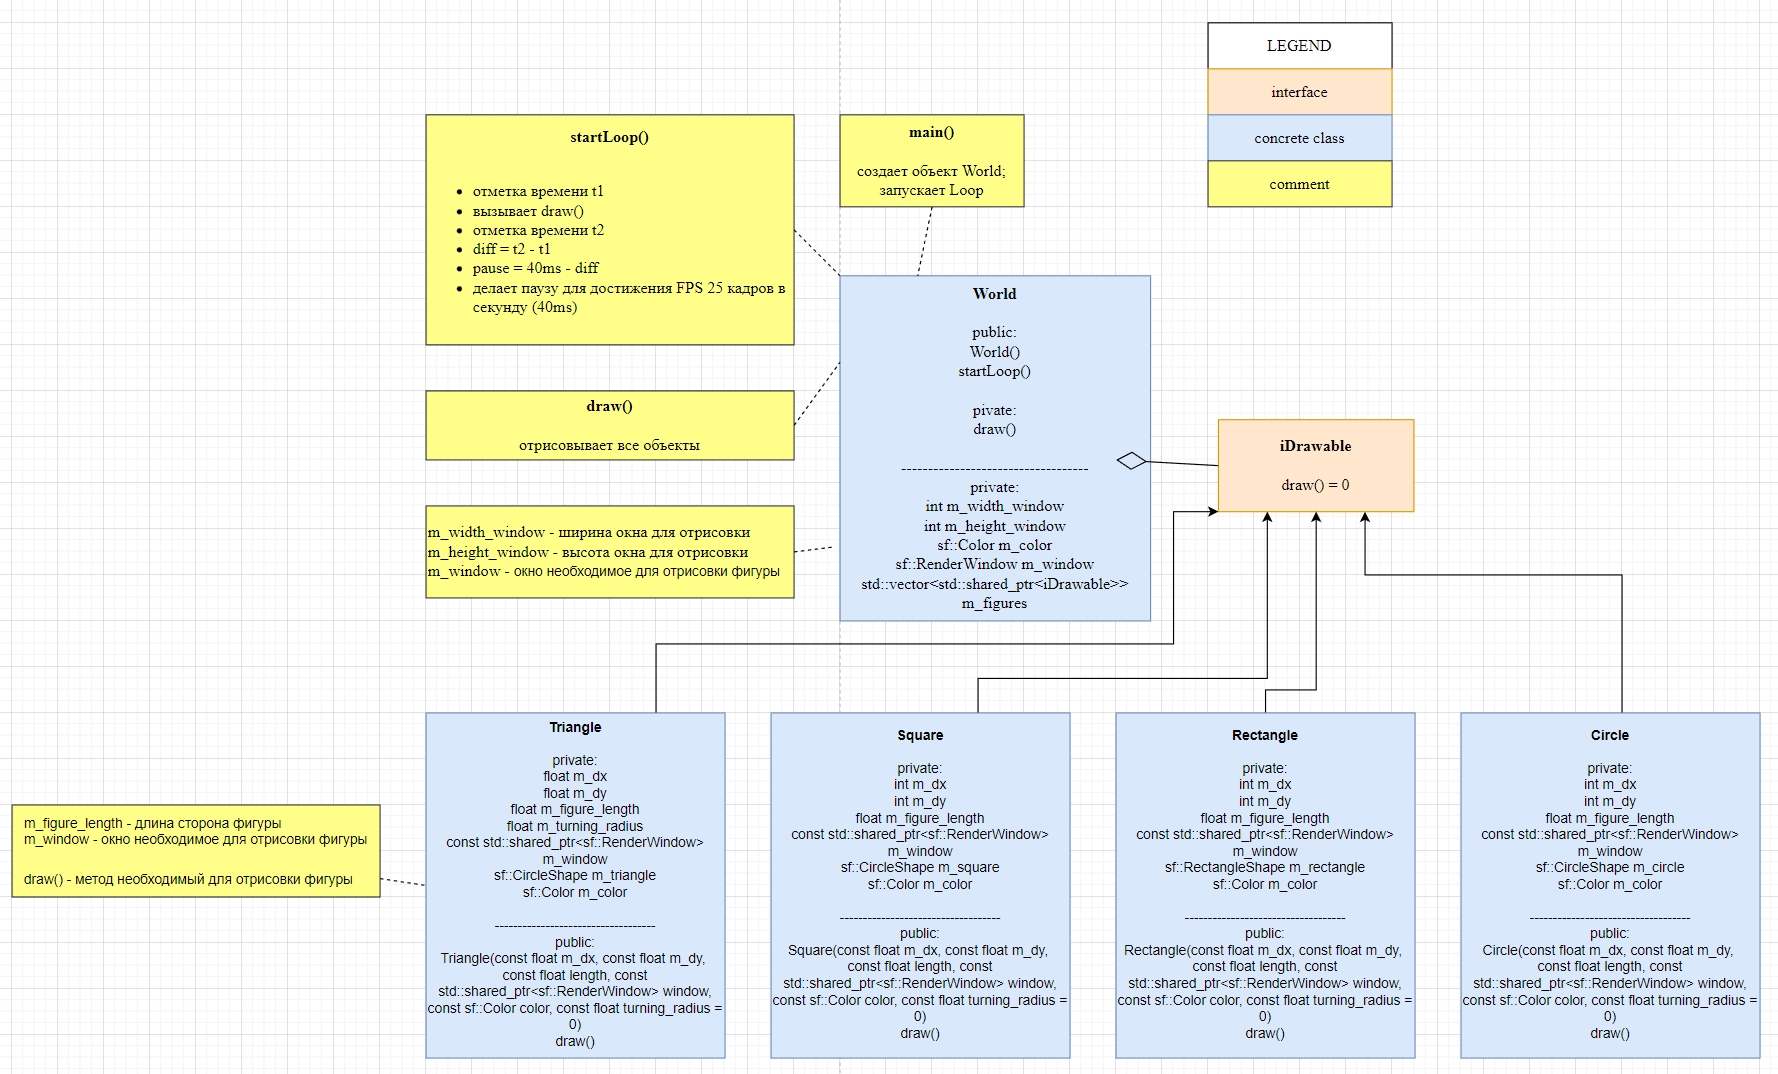 LEGEND
interface
concrete class
comment
startLoop()
отметка времени t1
вызывает draw()
отметка времени t2
diff = t2 - t1
pause = 40ms - diff
делает паузу для достижения FPS 25 кадров в
секунду (40ms)
main()
создает объект World;
запускает Loop
World
public:
World()
startLoop()
pivate:
draw()
-----------------------------------
private:
int m_width_window
int m_height_window
sf::Color m_color
sf::RenderWindow m_window
std::vector<std::shared_ptr<iDrawable>>
m_figures
draw()
отрисовывает все объекты
m_width_window - ширина окна для отрисовки
m_height_window - высота окна для отрисовки
m_window - окно необходимое для отрисовки фигуры
iDrawable
draw() = 0
m_figure_length - длина сторона фигуры
m_window - окно необходимое для отрисовки фигуры
draw() - метод необходимый для отрисовки фигуры
Triangle
private:
float m_dx
float m_dy
float m_figure_length
float m_turning_radius
const std::shared_ptr<sf::RenderWindow>
m_window
sf::CircleShape m_triangle
sf::Color m_color
-----------------------------------
public:
Triangle(const float m_dx, const float m_dy,
const float length, const
std::shared_ptr<sf::RenderWindow> window,
const sf::Color color, const float turning_radius =
0)
draw()
Square
private:
int m_dx
int m_dy
float m_figure_length
const std::shared_ptr<sf::RenderWindow>
m_window
sf::CircleShape m_square
sf::Color m_color
-----------------------------------
public:
Square(const float m_dx, const float m_dy,
const float length, const
std::shared_ptr<sf::RenderWindow> window,
const sf::Color color, const float turning_radius =
0)
draw()
Rectangle
private:
int m_dx
int m_dy
float m_figure_length
const std::shared_ptr<sf::RenderWindow>
m_window
sf::RectangleShape m_rectangle
sf::Color m_color
-----------------------------------
public:
Rectangle(const float m_dx, const float m_dy,
const float length, const
std::shared_ptr<sf::RenderWindow> window,
const sf::Color color, const float turning_radius =
0)
draw()
Circle
private:
int m_dx
int m_dy
float m_figure_length
const std::shared_ptr<sf::RenderWindow>
m_window
sf::CircleShape m_circle
sf::Color m_color
-----------------------------------
public:
Circle(const float m_dx, const float m_dy,
const float length, const
std::shared_ptr<sf::RenderWindow> window,
const sf::Color color, const float turning_radius =
0)
draw()